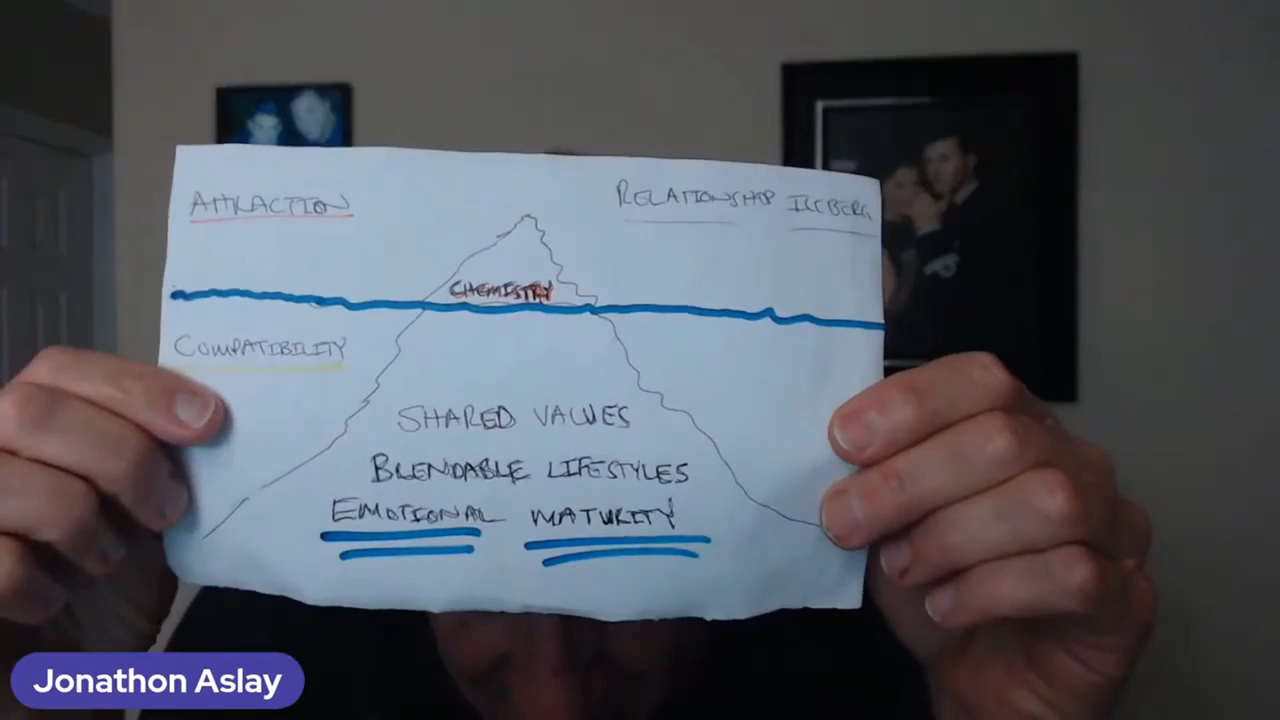 ATTRACTION
RELATIONSHIP ICEBERG
CHEMISTRY
COMPATIBILITY
SHARED VALUES
BLENDABLE LIFESTYLES
EMOTIONAL MATURITY
Jonathon Aslay